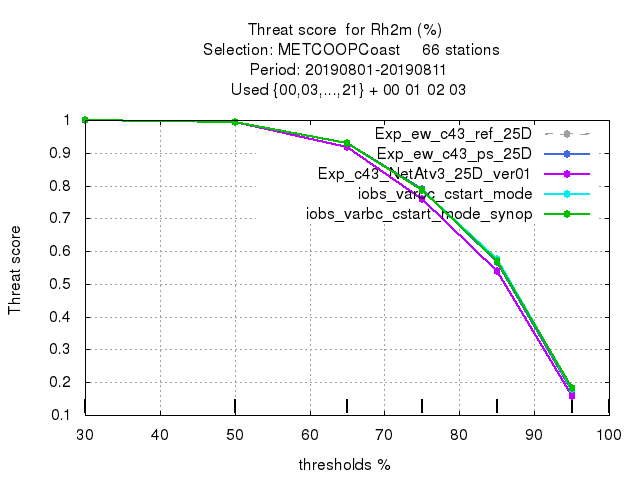 Threat score  for Rh2m (%)
Selection: METCOOPCoast     66 stations
Period: 20190801-20190811
Used {00,03,...,21} + 00 01 02 03
Exp_ew_c43_ref_25D
Exp_ew_c43_ps_25D
Exp_c43_NetAtv3_25D_ver01
iobs_varbc_cstart_mode
iobs_varbc_cstart_mode_synop
1
0.9
0.8
0.7
0.6
0.5
0.4
0.3
0.2
0.1
Threat score
30 40 50 60 70 80 90 100
thresholds %